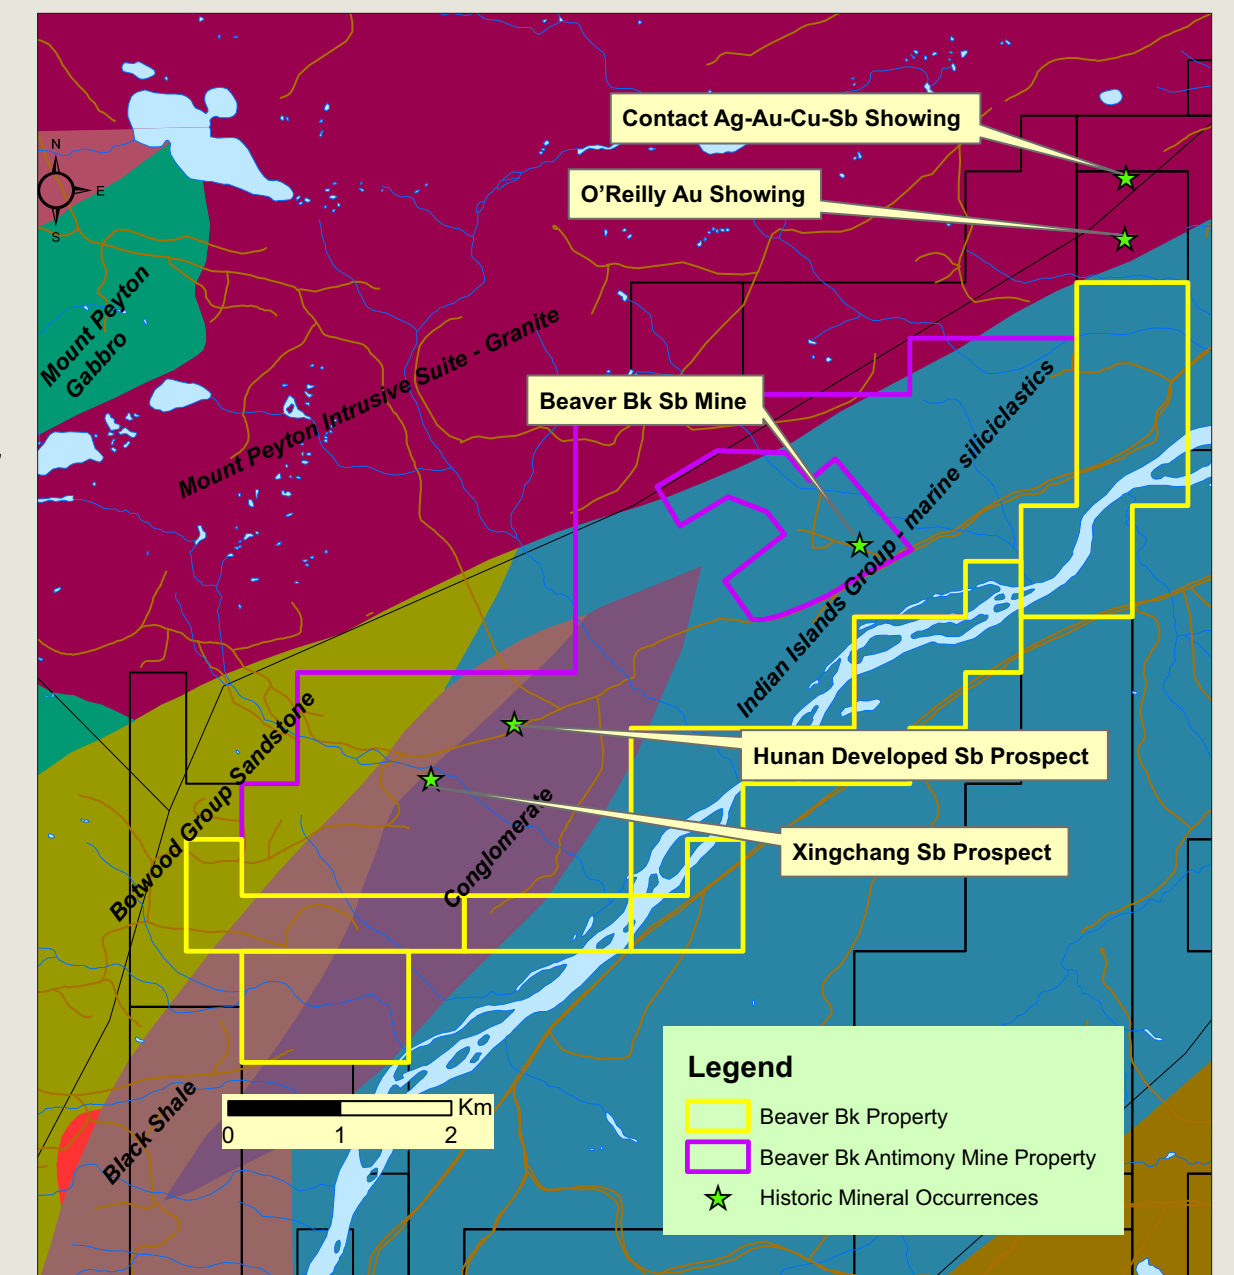 Contact Ag-Au-Cu-Sb Showing
N
E
S
O'Reilly Au Showing
Mount Peyton
Gabbro
Mount Peyton Intrusive Suite - Granite
Beaver Bk Sb Mine
Indian Islands Group - marine siliciclastics
Botwood Group Sandstone
Hunan Developed Sb Prospect
Conglomerate
Xingchang Sb Prospect
Black Shale
Km
0 1 2
Legend
Beaver Bk Property
Beaver Bk Antimony Mine Property
Historic Mineral Occurrences